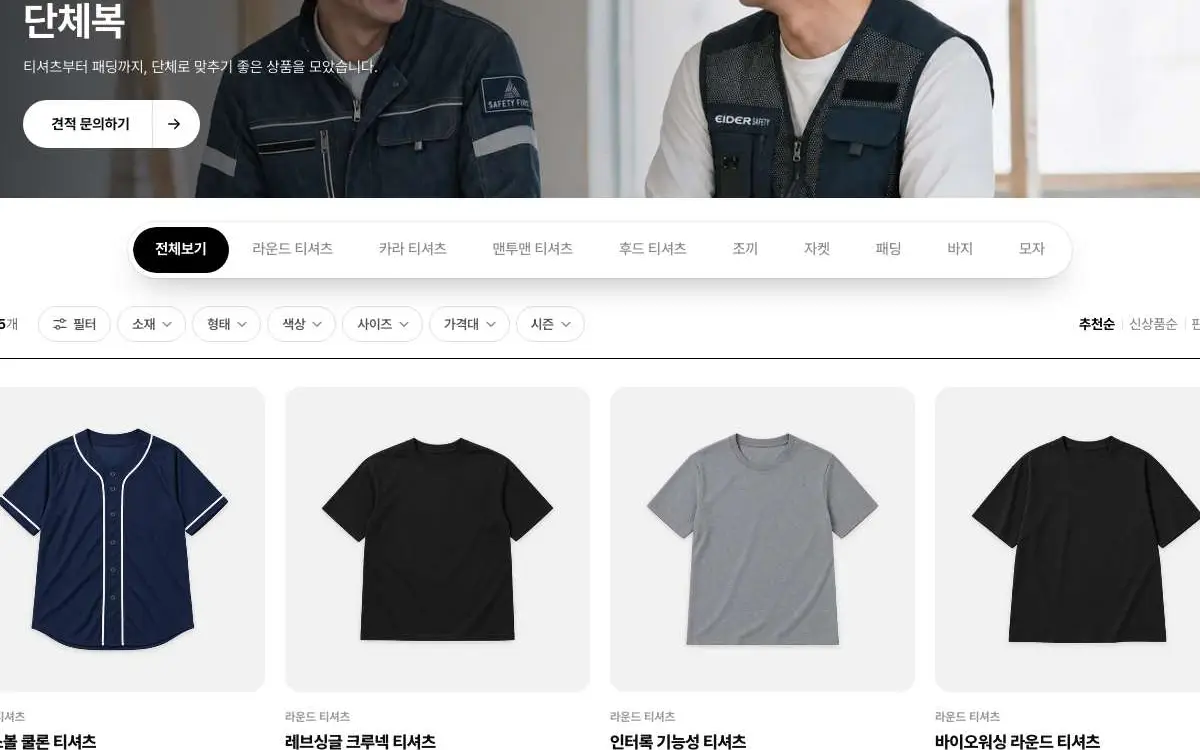 단체복
티셔츠부터 패딩까지, 단체로 맞추기 좋은 상품을 모았습니다.
견적 문의하기 →
SAFETY FIRST
EIDER SAFETY
전체보기 라운드 티셔츠 카라 티셔츠 맨투맨 티셔츠 후드 티셔츠 조끼 자켓 패딩 바지 모자
5개 필터 소재 형태 색상 사이즈 가격대 시즌 추천순 신상품순
라운드 티셔츠 라운드 티셔츠 라운드 티셔츠
쿨론 티셔츠 레브싱글 크루넥 티셔츠 인터록 기능성 티셔츠 바이오워싱 라운드 티셔츠